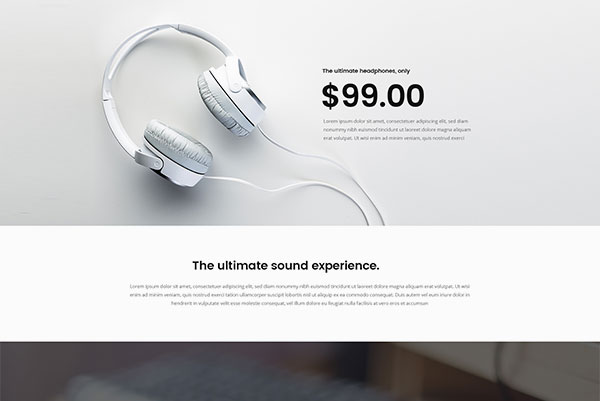 The ultimate headphones, only
$99.00
Lorem ipsum dolor sit amet, consectetuer adipiscing elit, sed diam
nonummy nibh euismod tincidunt ut laoreet dolore magna aliquam
erat volutpat. Ut wisi enim ad minim veniam, quis nostrud exerci
The ultimate sound experience.
Lorem ipsum dolor sit amet, consectetuer adipiscing elit, sed diam nonummy nibh euismod tincidunt ut laoreet dolore magna aliquam erat volutpat. Ut wisi
enim ad minim veniam, quis nostrud exerci tation ullamcorper suscipit lobortis nisl ut aliquip ex ea commodo consequat. Duis autem vel eum iriure dolor in
hendrerit in vulputate velit esse molestie consequat, vel illum dolore eu feugiat nulla facilisis at vero eros et accumsan